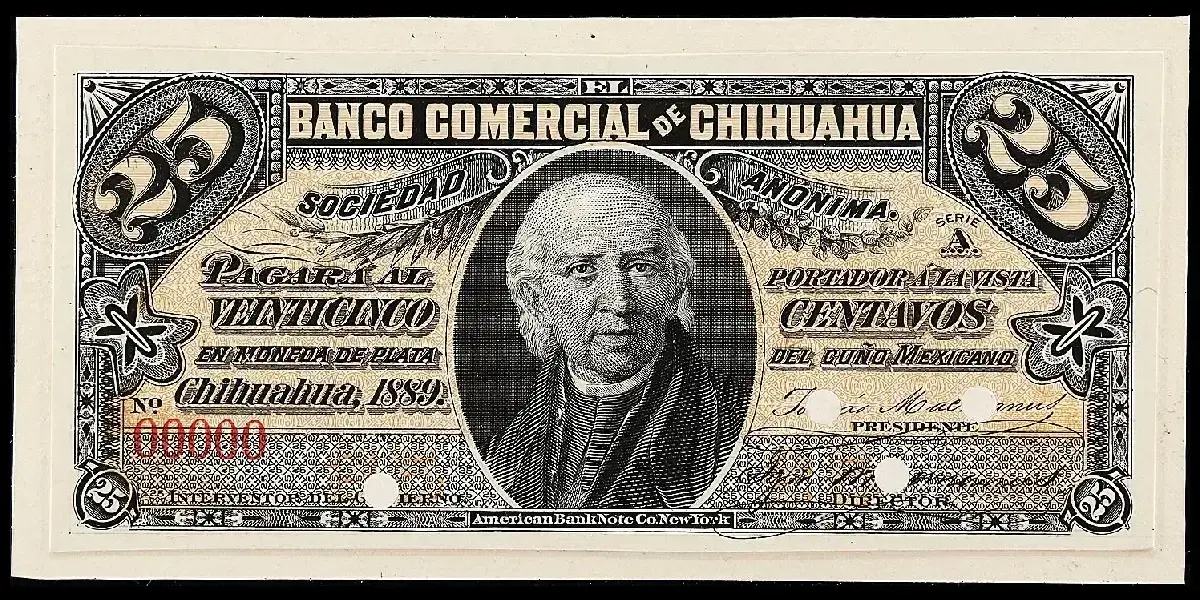 EL
25 BANCO COMERCIAL DE CHIHUAHUA 25
SOCIEDAD ANONIMA.
SERIE
A.
PAGARÁ AL PORTADOR Á LA VISTA
VEINTICINCO CENTAVOS
EN MONEDA DE PLATA DEL CUÑO MEXICANO
Chihuahua, 1889.
Nº
00000
PRESIDENTE
INTERVENTOR DEL
DIRECTOR
25 25
American Bank Note Co. New York